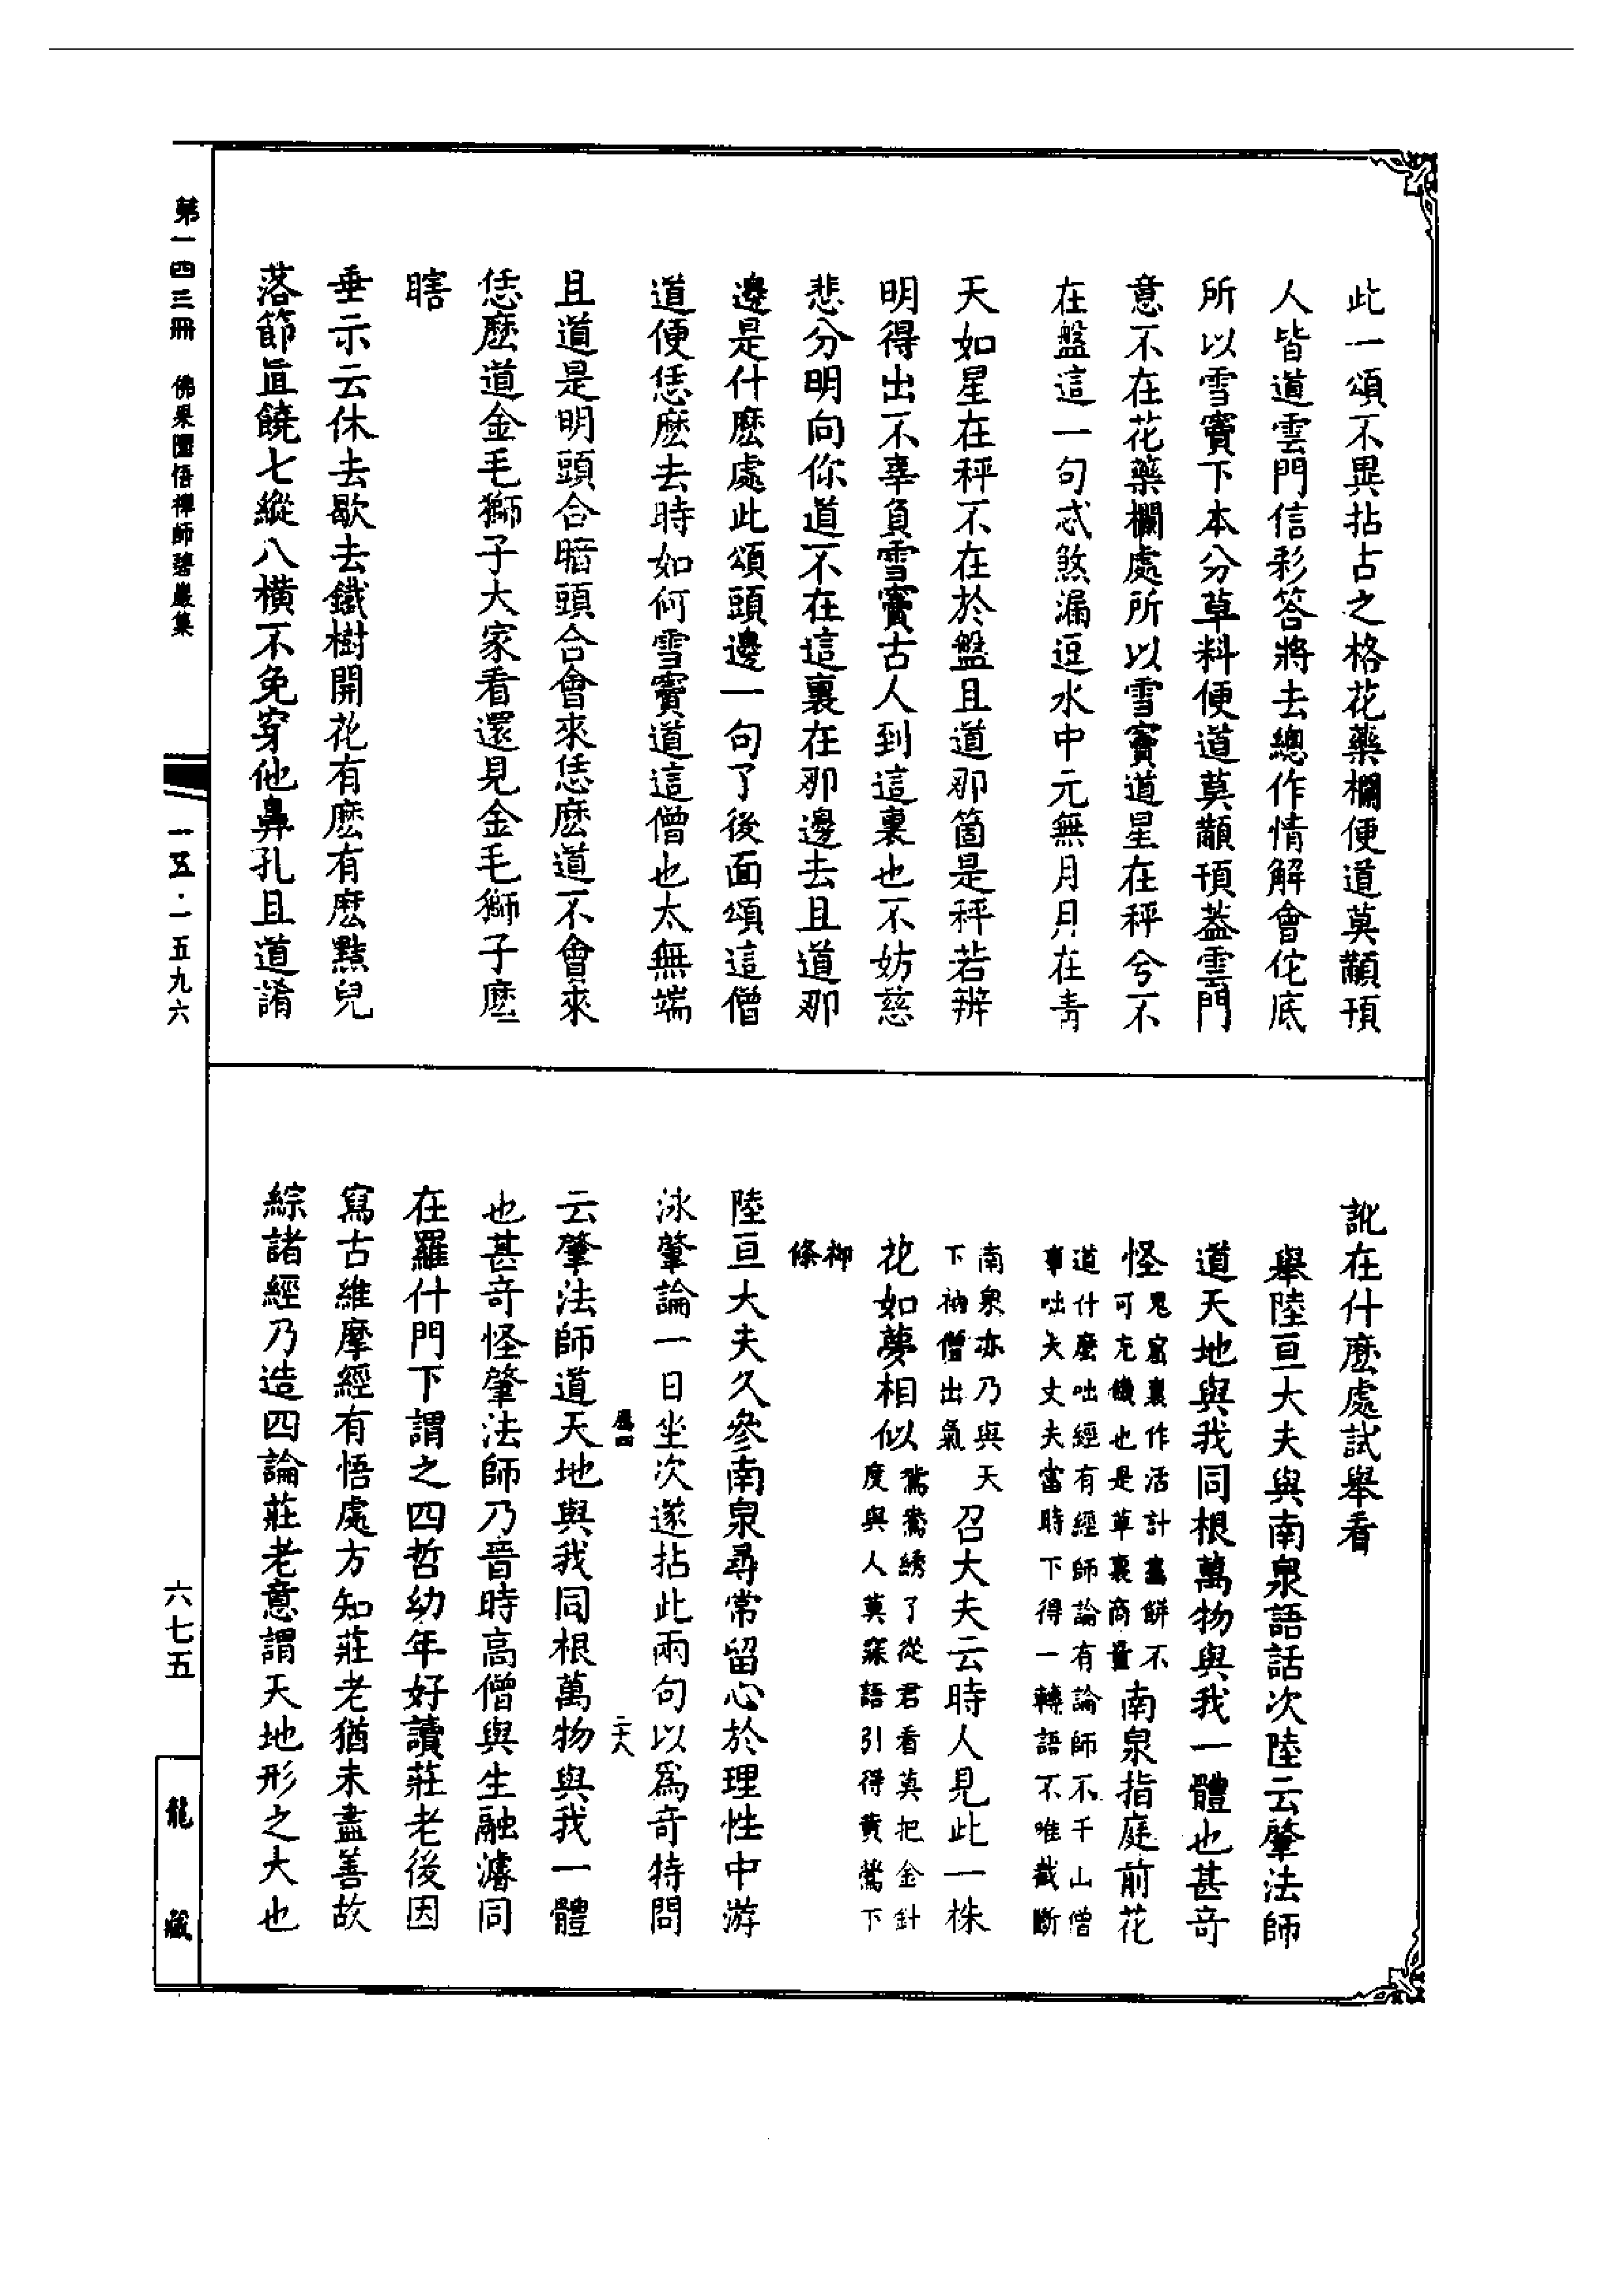 此一頌不異拈古之格花藥欄便道莫顢頇
人皆道雲門信彩答將去總作情解會佗底
所以雪竇下本分草料便道莫顢頇蓋雲門
意不在花藥欄處所以雪竇道星在秤兮不
在盤這一句忒煞漏逗水中元無月月在青
天如星在秤不在於盤且道那箇是秤若辨
明得出不辜負雪竇古人到這裏也不妨慈
悲分明向你道不在這裏在那邊去且道那
邊是什麽處此頌頭邊一句了後面頌這僧
道便恁麽去時如何雪竇道這僧也太無端
且道是明頭合暗頭合會來恁麽道不會來
恁麽道金毛獅子大家看還見金毛獅子麽
瞎
垂示云休去歇去鐵樹開花有麽有麽黠兒
落節直饒七縱八橫不免穿他鼻孔且道誵
訛在什麽處試舉看
舉陸亘大夫與南泉語話次陸云肇法師
道天地與我同根萬物與我一體也甚奇
怪鬼窟裏作活計畫餅不可充饑也是草裏商量南泉指庭前花
道什麽咄經有經師論有論師不干山僧事咄大丈夫當時下得一轉語不唯截斷
南泉亦乃與天下衲僧出氣召大夫云時人見此一株
花如夢相似鴛鴦綉了從君看莫把金針度與人莫寐語引得黃鶯下
柳條
陸亘大夫久參南泉尋常留心於理性中游
泳肇論一日坐次遂拈此兩句以爲奇特問
二十八
云肇法師道天地與我同根萬物與我一體
也甚奇怪肇法師乃晉時高僧與生融濬同
在羅什門下謂之四哲幼年好讀莊老後因
寫古維摩經有悟處方知莊老猶未盡善故
綜諸經乃造四論莊老意謂天地形之大也
第一四三冊 佛果圜悟禪師碧巖集
一五·一五九六
六七五
龍藏